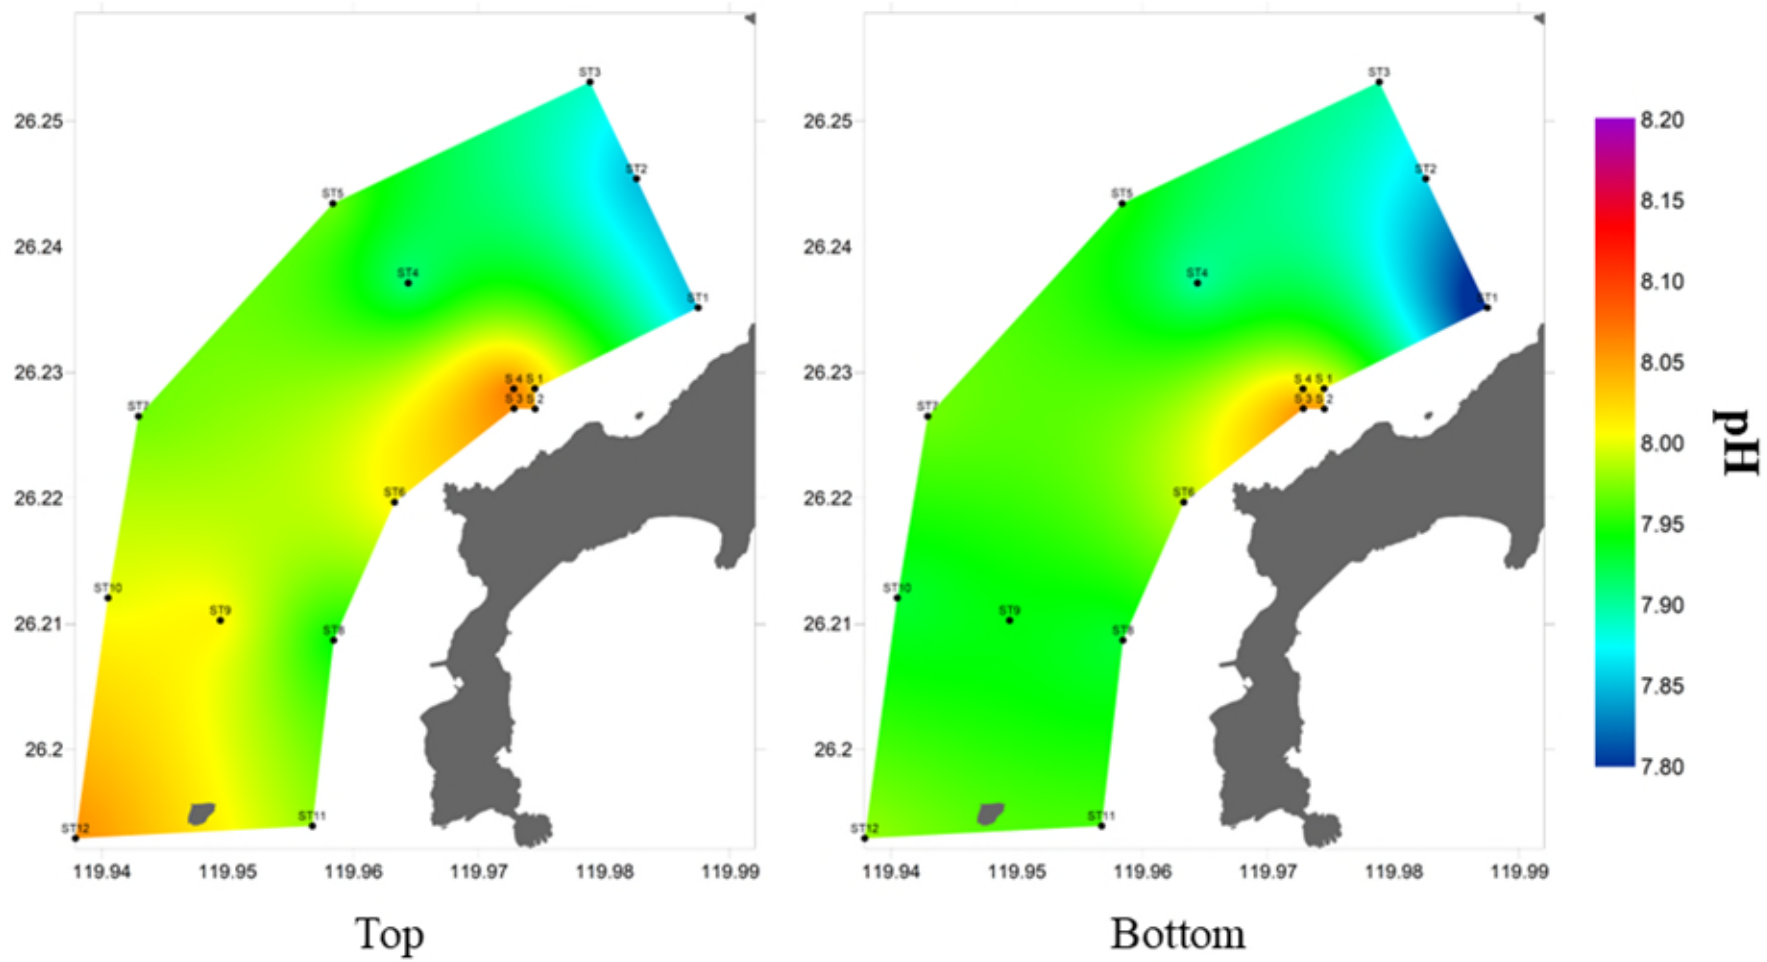 ST3
26.25
ST2
ST5
26.24
ST4
ST1
26.23
S 4 S 1
S 3 S 2
ST7
26.22
ST6
ST10
ST9
26.21
ST8
26.2
ST11
ST12
119.94 119.95 119.96 119.97 119.98 119.99
Top
ST3
26.25
ST2
ST5
26.24
ST4
ST1
26.23
S 4 S 1
S 3 S 2
ST7
26.22
ST6
ST10
ST9
26.21
ST8
26.2
ST11
ST12
119.94 119.95 119.96 119.97 119.98 119.99
Bottom
8.20
8.15
8.10
8.05
8.00
7.95
7.90
7.85
7.80
pH